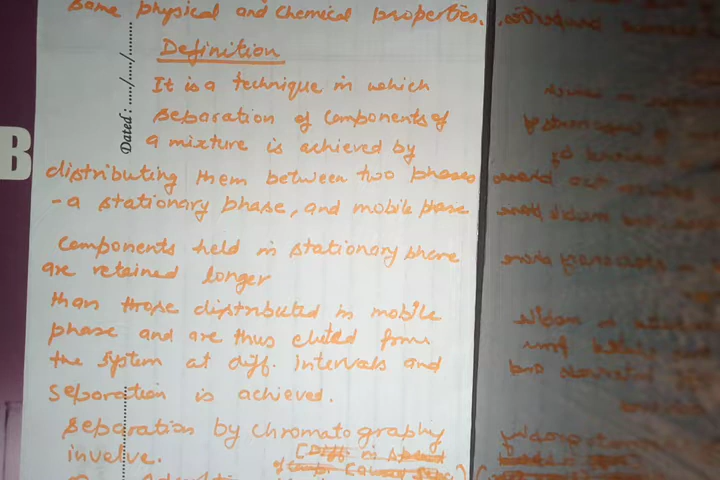 same physical and chemical properties.
Definition
Dated: ...../...../.........
It is a technique in which
separation of components of
a mixture is achieved by
distributing them between two phases
- a stationary phase, and mobile phase
Components held in stationary phase
are retained longer
than those distributed in mobile
phase and are thus eluted from
the system at diff. intervals and
Separation is achieved.
Separation by chromatography
involve.
B